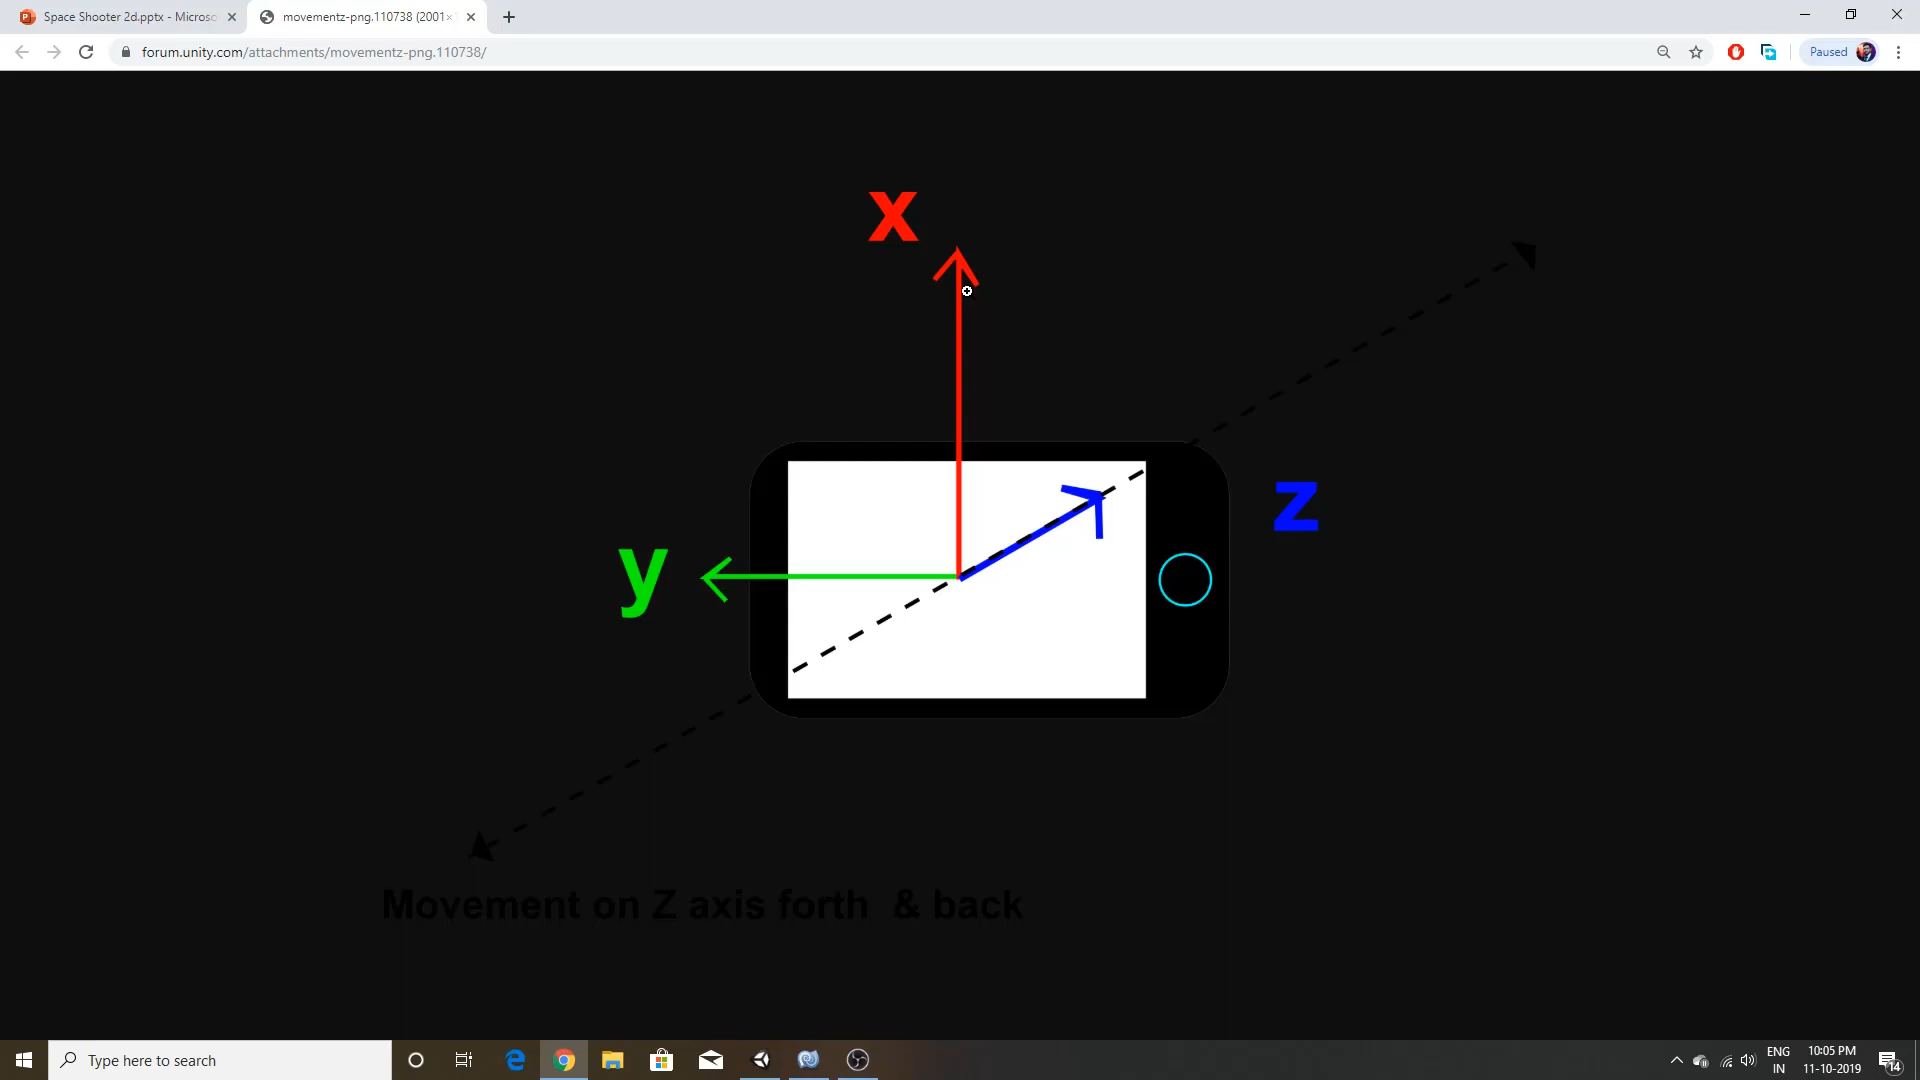 Space Shooter 2d.pptx - Microso
movementz-png.110738 (2001×
forum.unity.com/attachments/movementz-png.110738/
Paused
x
y
z
Movement on Z axis forth & back
Type here to search
ENG
IN
10:05 PM
11-10-2019
14